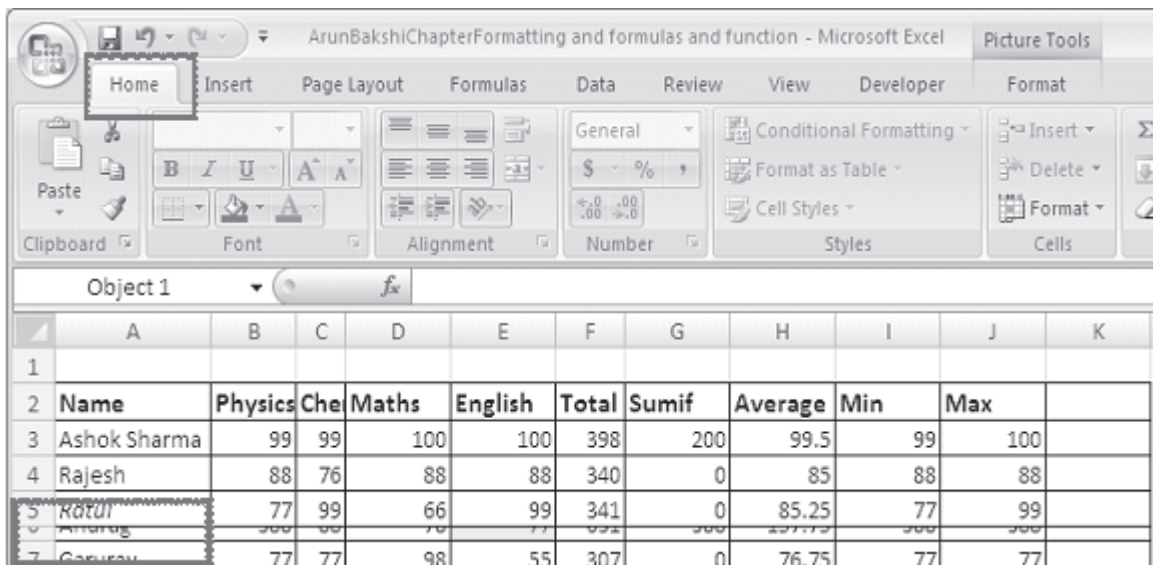 ArunBakshiChapterFormatting and formulas and function - Microsoft Excel Picture Tools
Home Insert Page Layout Formulas Data Review View Developer Format
Paste B I U A A General $ % , .0 .00 .00 .0 Conditional Formatting Format as Table Cell Styles Insert Delete Format Σ
Clipboard Font Alignment Number Styles Cells
Object 1 fx
A B C D E F G H I J K
1
2 Name Physics Che Maths English Total Sumif Average Min Max
3 Ashok Sharma 99 99 100 100 398 200 99.5 99 100
4 Rajesh 88 76 88 88 340 0 85 88 88
5 Ratul 77 99 66 99 341 0 85.25 77 99
7 77 77 98 55 307 0 76.75 77 77